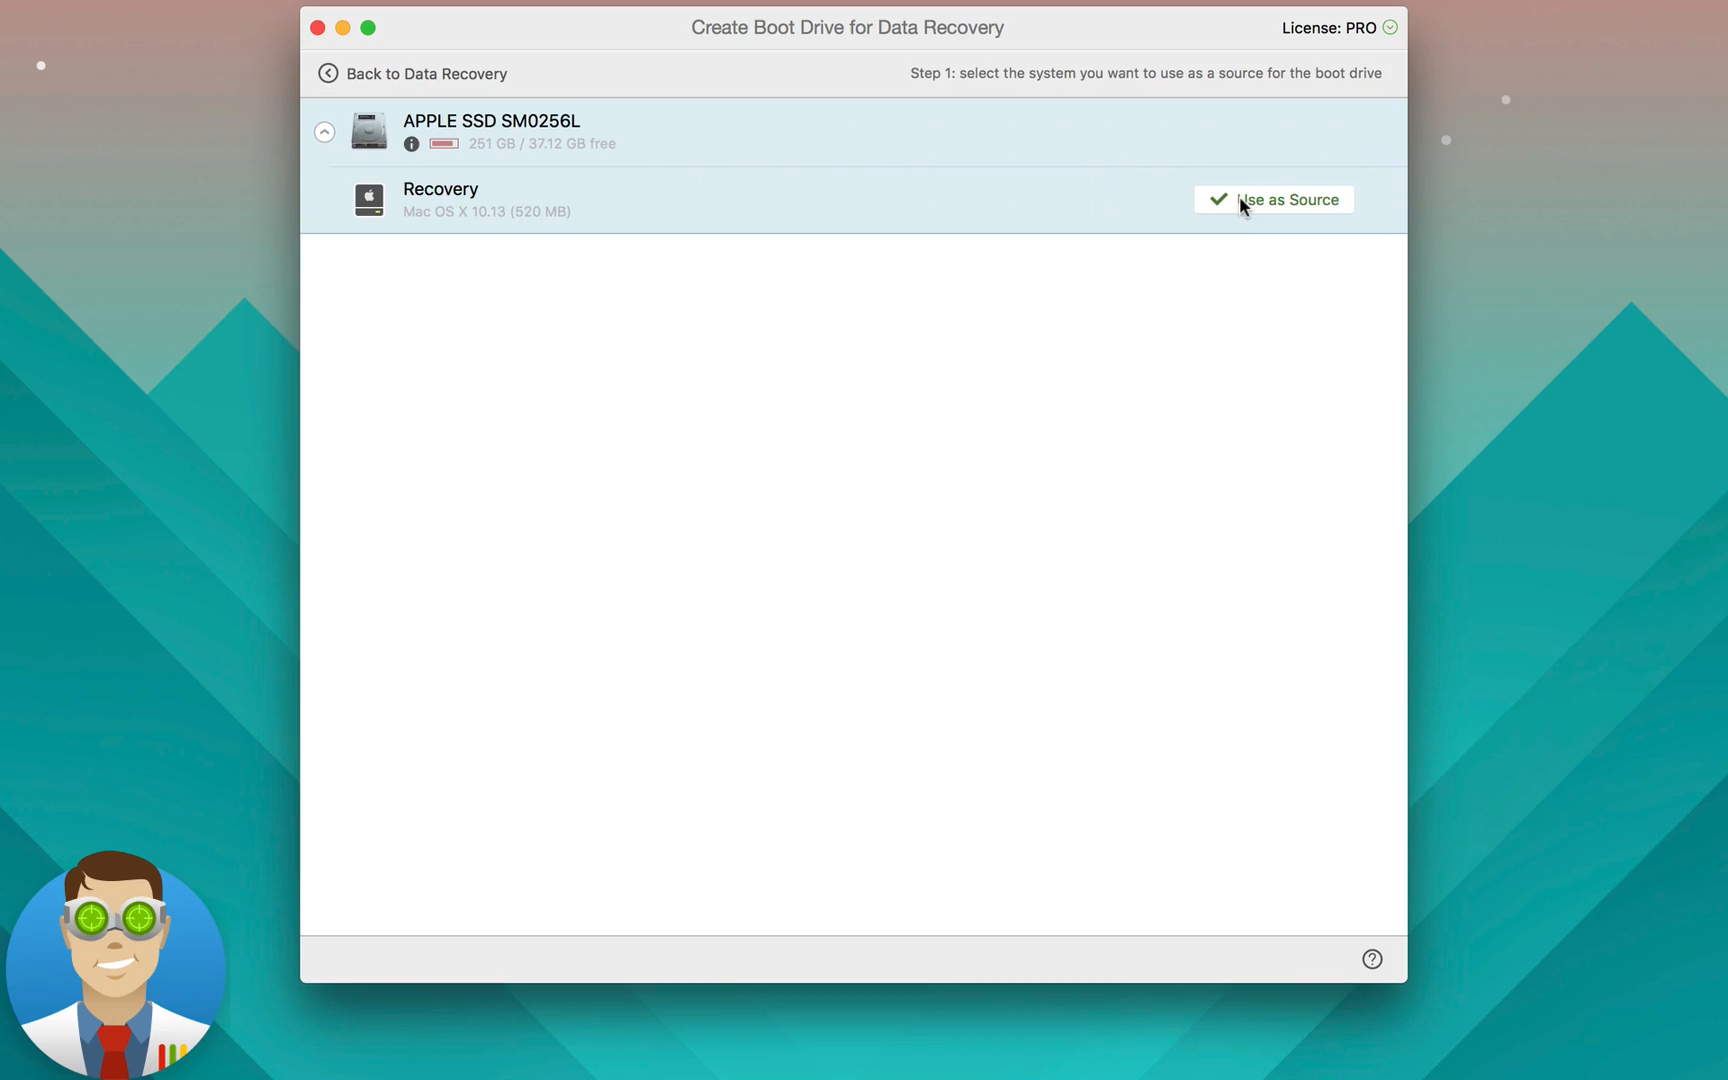 Create Boot Drive for Data Recovery
License: PRO
Back to Data Recovery
Step 1: select the system you want to use as a source for the boot drive
APPLE SSD SM0256L
251 GB / 37.12 GB free
Recovery
Mac OS X 10.13 (520 MB)
Use as Source